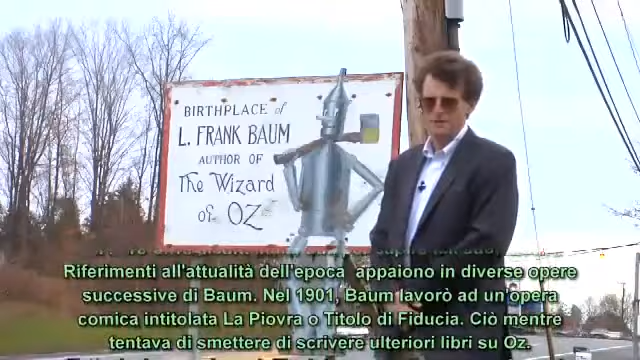 BIRTHPLACE of
L. FRANK BAUM
AUTHOR OF
The Wizard
of OZ
Riferimenti all'attualità dell'epoca appaiono in diverse opere
successive di Baum. Nel 1901, Baum lavorò ad un opera
comica intitolata La Piovra o Titolo di Fiducia. Ciò mentre
tentava di smettere di scrivere ulteriori libri su Oz.